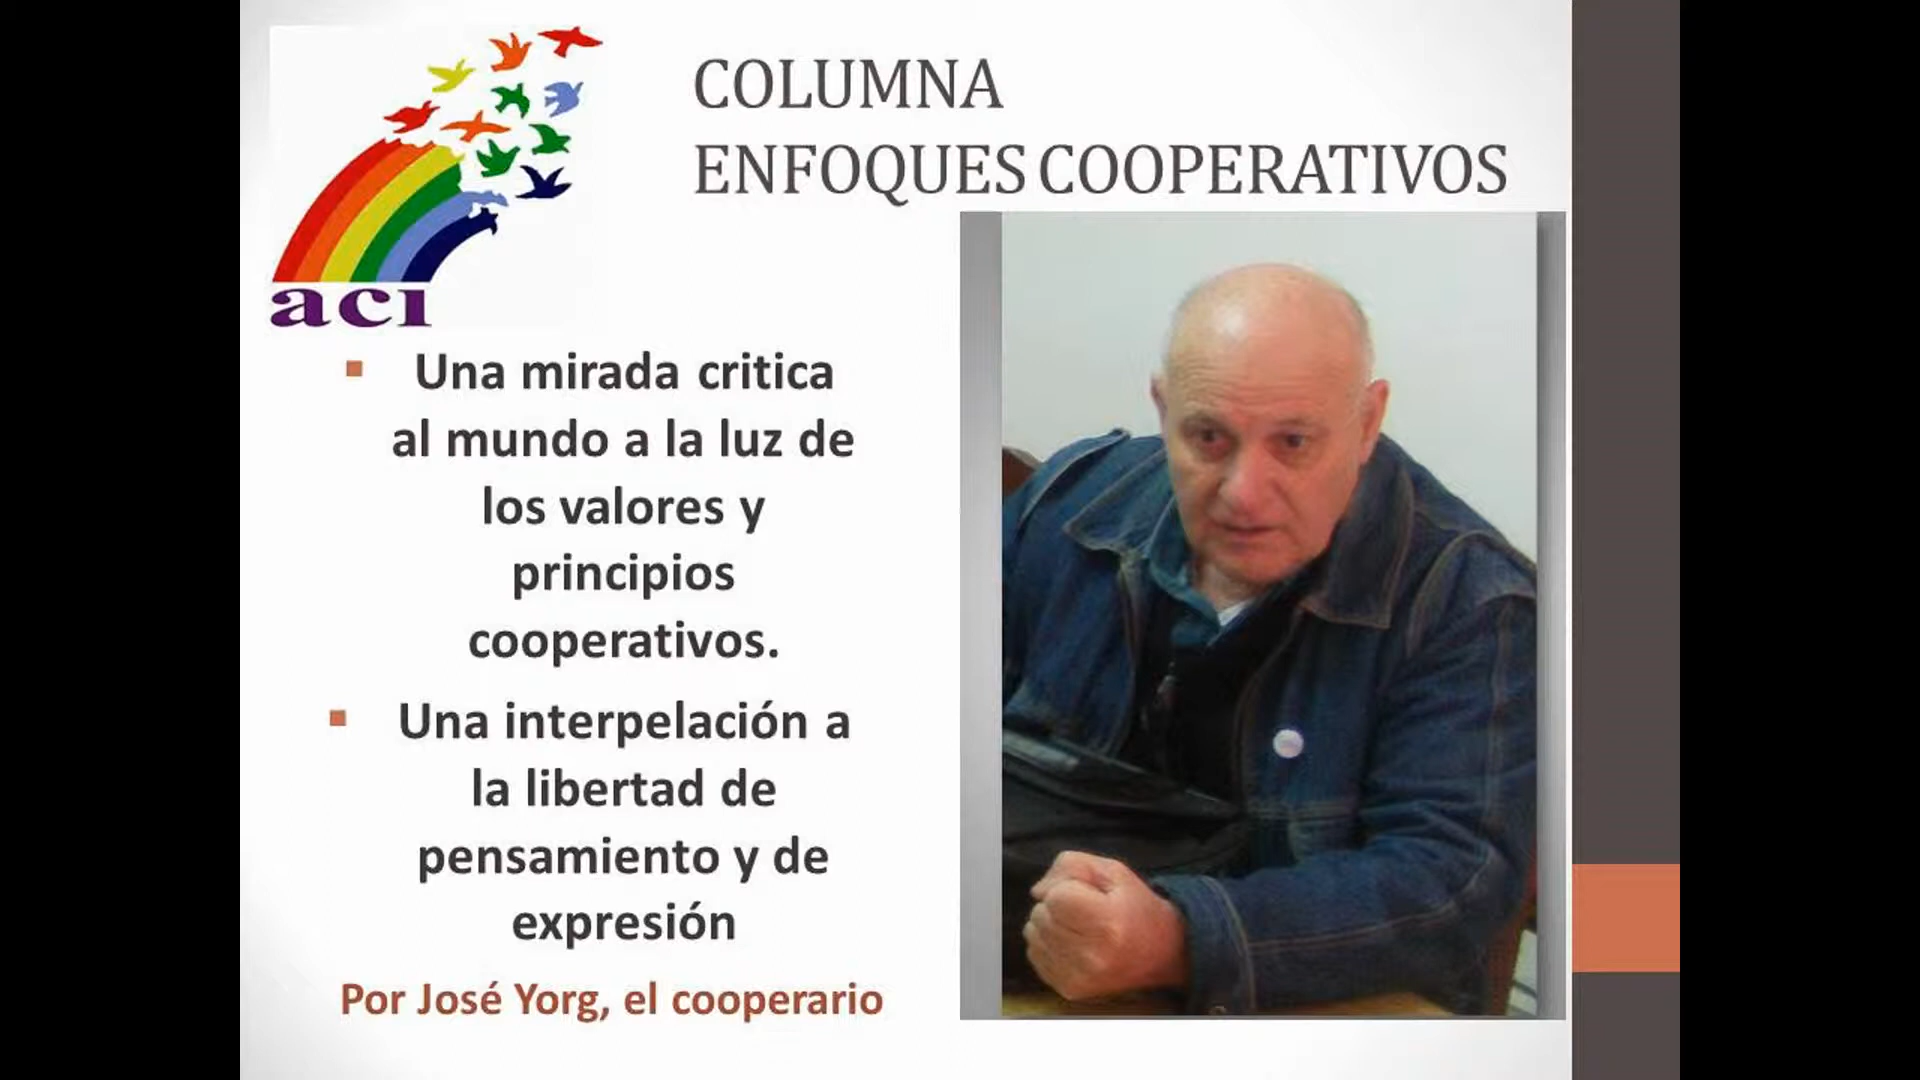 COLUMNA
ENFOQUES COOPERATIVOS
aci
Una mirada critica
al mundo a la luz de
los valores y
principios
cooperativos.
Una interpelación a
la libertad de
pensamiento y de
expresión
Por José Yorg, el cooperario